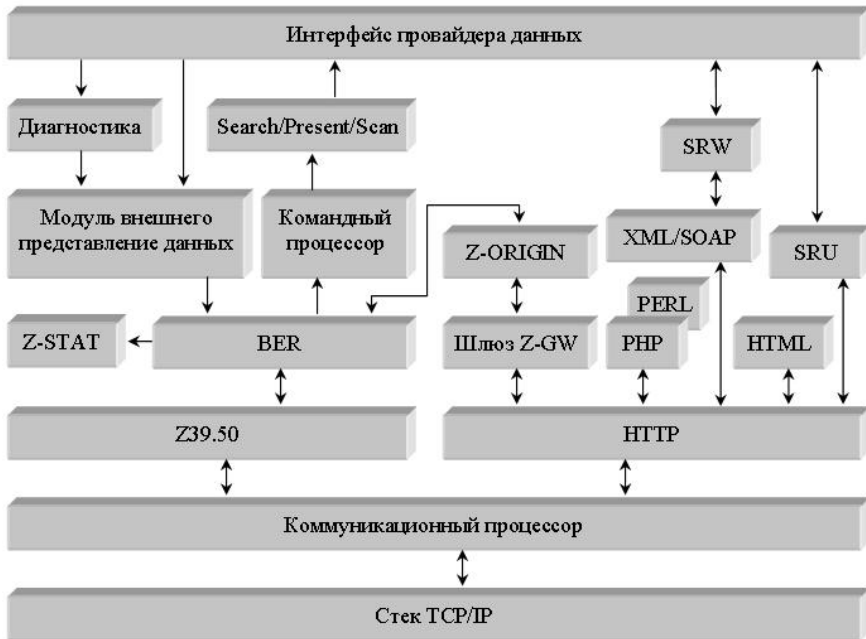 Интерфейс провайдера данных
Диагностика
Search/Present/Scan
SRW
Модуль внешнего
представление данных
Командный
процессор
Z-ORIGIN
XML/SOAP
SRU
PERL
Z-STAT
BER
Шлюз Z-GW
PHP
HTML
Z39.50
HTTP
Коммуникационный процессор
Стек TCP/IP